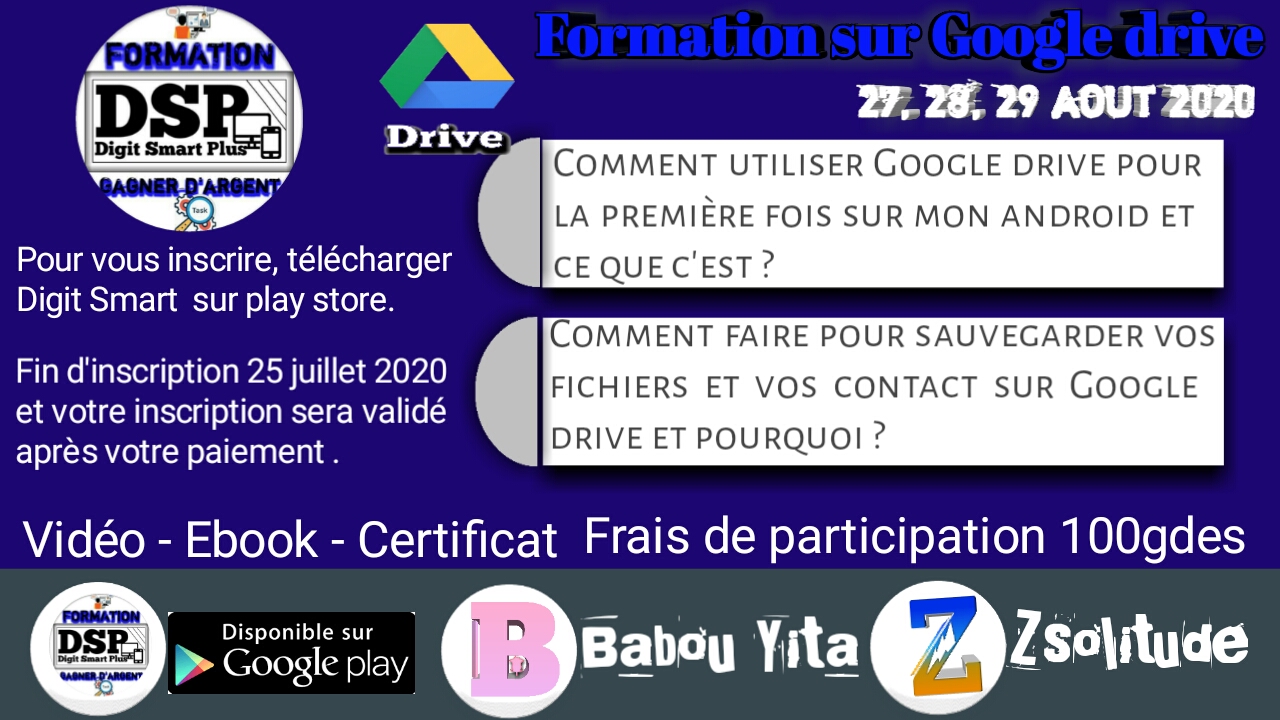 FORMATION
DSP
Digit Smart Plus
GAGNER D'ARGENT
Task
Drive
Formation sur Google drive
27, 28, 29 AOUT 2020
Comment utiliser Google drive pour
la première fois sur mon android et
ce que c'est ?
Comment faire pour sauvegarder vos
fichiers et vos contact sur Google
drive et pourquoi ?
Pour vous inscrire, télécharger
Digit Smart sur play store.
Fin d'inscription 25 juillet 2020
et votre inscription sera validé
après votre paiement .
Vidéo - Ebook - Certificat
Frais de participation 100gdes
FORMATION
DSP
Digit Smart Plus
GAGNER D'ARGENT
Disponible sur
Google play
B
Babou Yita
Z
Zsolitude